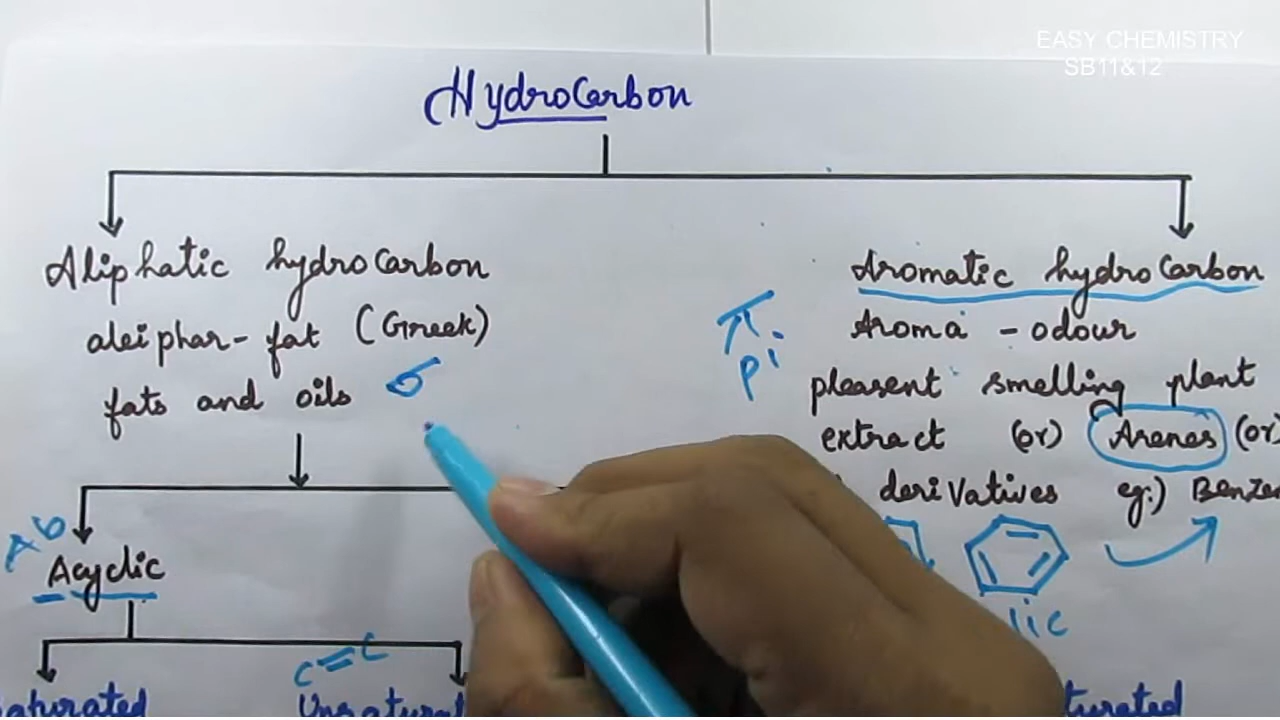 EASY CHEMISTRY
SB11&12
HydroCarbon
Aliphatic hydroCarbon
aleiphar- fat (Greek)
fats and oils σ
Aromatic hydroCarbon
Aroma - odour
pleasent smelling plant
extract (or) Arenes (or)
derivatives eg:)
π
pi
Acyclic
C=C